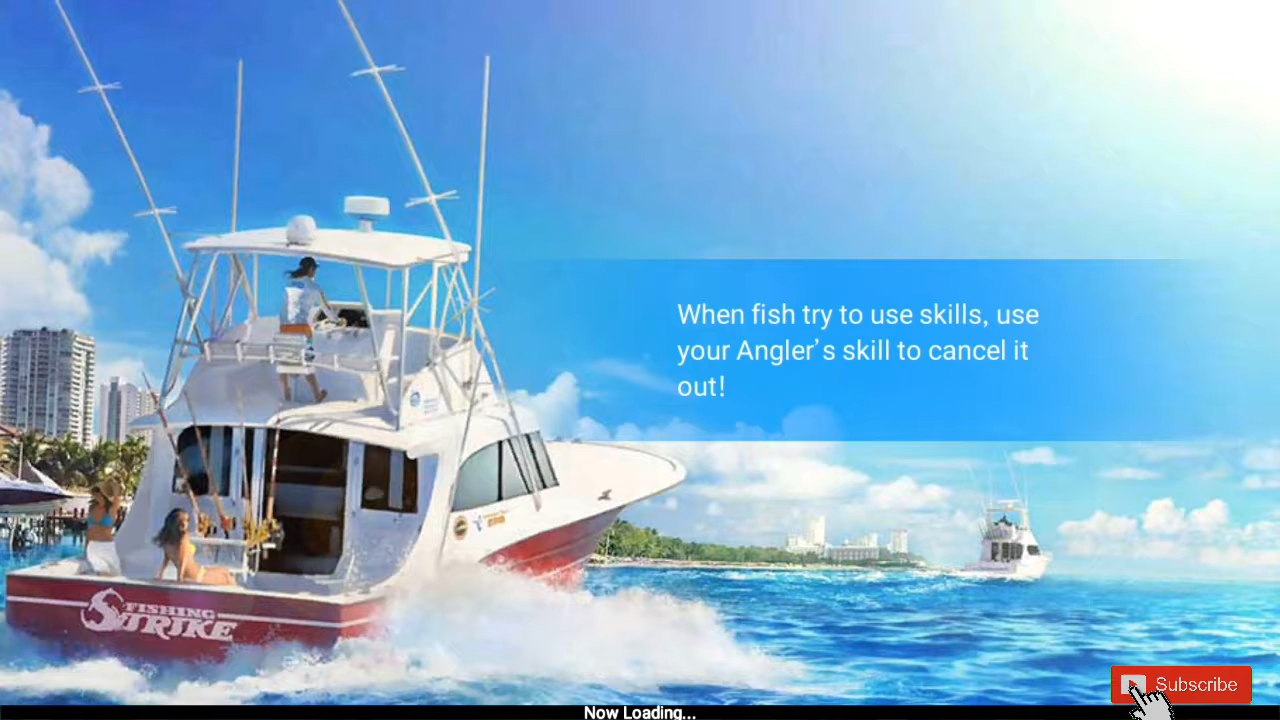 When fish try to use skills, use
your Angler's skill to cancel it
out!
FISHING
STRIKE
Subscribe
Now Loading...